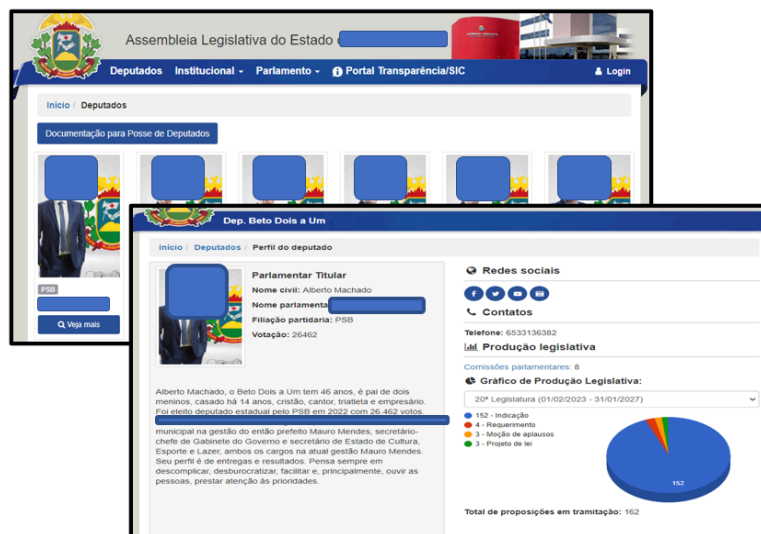 Assembleia Legislativa do Estado
Deputados Institucional Parlamento Portal Transparência/SIC Login
Início / Deputados
Documentação para Posse de Deputados
PSB
Veja mais
Dep. Beto Dois a Um
Início / Deputados / Perfil do deputado
Parlamentar Titular
Nome civil: Alberto Machado
Nome parlamenta
Filiação partidaria: PSB
Votação: 26462
Alberto Machado, o Beto Dois a Um tem 46 anos, é pai de dois
meninos, casado há 14 anos, cristão, cantor, triatleta e empresário.
Foi eleito deputado estadual pelo PSB em 2022 com 26.462 votos.
municipal na gestão do então prefeito Mauro Mendes, secretário-
chefe de Gabinete do Governo e secretário de Estado de Cultura,
Esporte e Lazer, ambos os cargos na atual gestão Mauro Mendes.
Seu perfil é de entregas e resultados. Pensa sempre em
descomplicar, desburocratizar, facilitar e, principalmente, ouvir as
pessoas, prestar atenção às prioridades.
Redes sociais
Contatos
Telefone: 6533136382
Produção legislativa
Comissões parlamentares: 8
Gráfico de Produção Legislativa:
20ª Legislatura (01/02/2023 - 31/01/2027)
152 - Indicação
4 - Requerimento
3 - Moção de aplausos
3 - Projeto de lei
152
Total de proposições em tramitação: 162